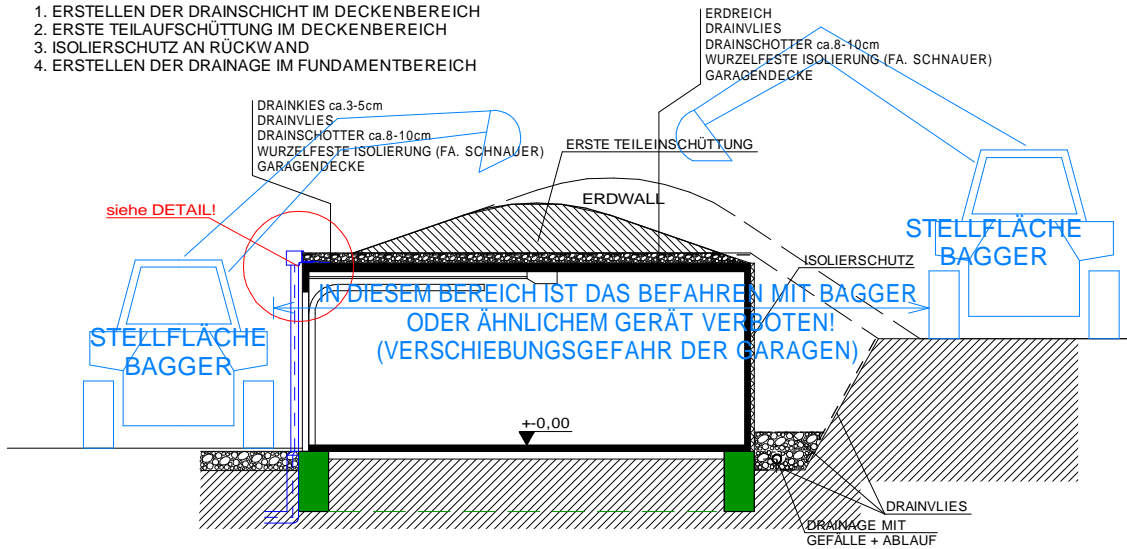 1. ERSTELLEN DER DRAINSCHICHT IM DECKENBEREICH
2. ERSTE TEILAUFSCHÜTTUNG IM DECKENBEREICH
3. ISOLIERSCHUTZ AN RÜCKWAND
4. ERSTELLEN DER DRAINAGE IM FUNDAMENTBEREICH
ERDREICH
DRAINVLIES
DRAINSCHOTTER ca.8-10cm
WURZELFESTE ISOLIERUNG (FA. SCHNAUER)
GARAGENDECKE
DRAINKIES ca.3-5cm
DRAINVLIES
DRAINSCHOTTER ca.8-10cm
WURZELFESTE ISOLIERUNG (FA. SCHNAUER)
GARAGENDECKE
ERSTE TEILEINSCHÜTTUNG
ERDWALL
siehe DETAIL!
STELLFLÄCHE
BAGGER
ISOLIERSCHUTZ
IN DIESEM BEREICH IST DAS BEFAHREN MIT BAGGER
ODER ÄHNLICHEM GERÄT VERBOTEN!
(VERSCHIEBUNGSGEFAHR DER GARAGEN)
STELLFLÄCHE
BAGGER
+-0,00
DRAINVLIES
DRAINAGE MIT
GEFÄLLE + ABLAUF